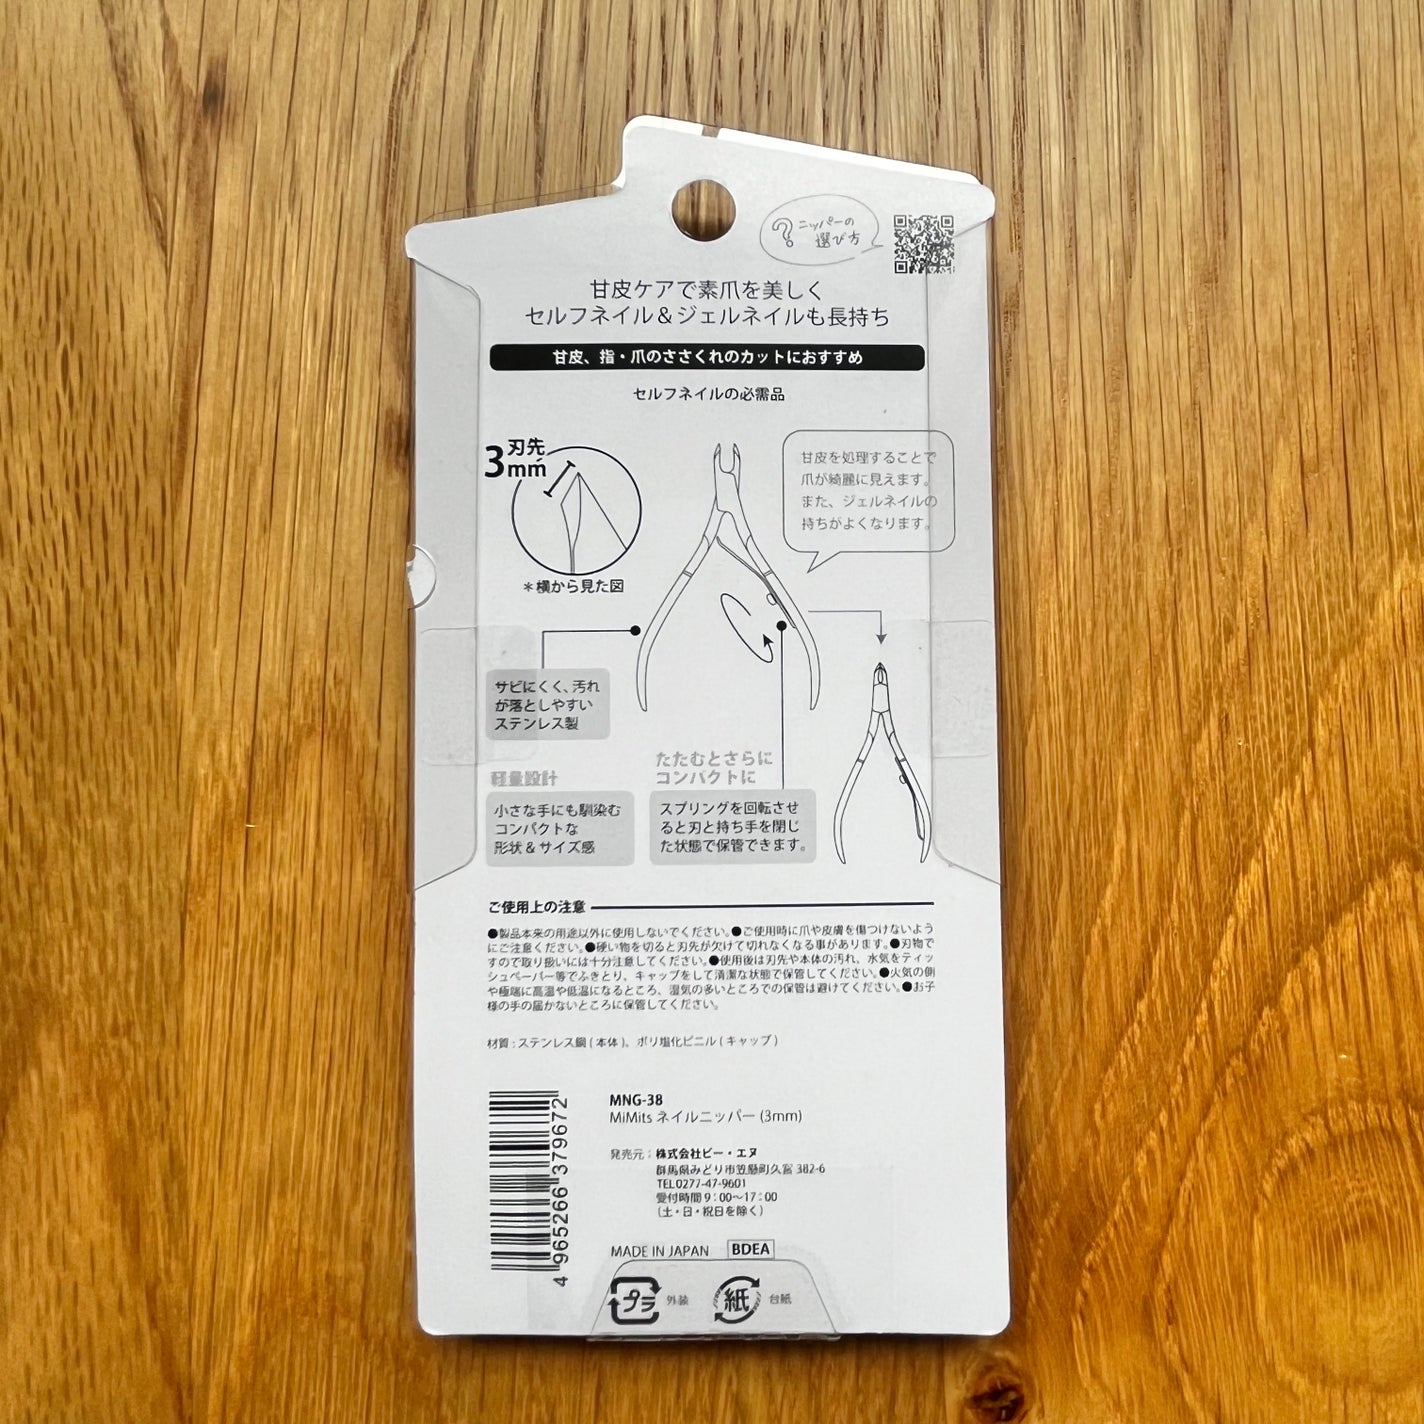 ニッパーの
選び方
甘皮ケアで素爪を美しく
セルフネイル&ジェルネイルも長持ち
甘皮、指・爪のささくれのカットにおすすめ
セルフネイルの必需品
刃先
3mm
＊横から見た図
甘皮を処理することで
爪が綺麗に見えます。
また、ジェルネイルの
持ちがよくなります。
サビにくく、汚れ
が落としやすい
ステンレス製
軽量設計
小さな手にも馴染む
コンパクトな
形状&サイズ感
たたむとさらに
コンパクトに
スプリングを回転させ
ると刃と持ち手を閉じ
た状態で保管できます。
ご使用上の注意
●製品本来の用途以外に使用しないでください。●ご使用時に爪や皮膚を傷つけないよう
にご注意ください。●硬い物を切ると刃先が欠けて切れなくなる事があります。●刃物で
すので取り扱いには十分注意してください。●使用後は刃先や本体の汚れ、水気をティッ
シュペーパー等でふきとり、キャップをして清潔な状態で保管してください。●火気の側
や極端に高温や低温になるところ、湿気の多いところでの保管は避けてください。●お子
様の手の届かないところに保管してください。
材質：ステンレス鋼(本体)、ポリ塩化ビニル(キャップ)
4 965266 379672
MNG-38
MiMits ネイルニッパー(3mm)
発売元：株式会社ビー・エヌ
群馬県みどり市笠懸町久宮 382-6
TEL0277-47-9601
受付時間 9：00〜17：00
（土・日・祝日を除く）
MADE IN JAPAN BDEA
プラ 外装 紙 台紙